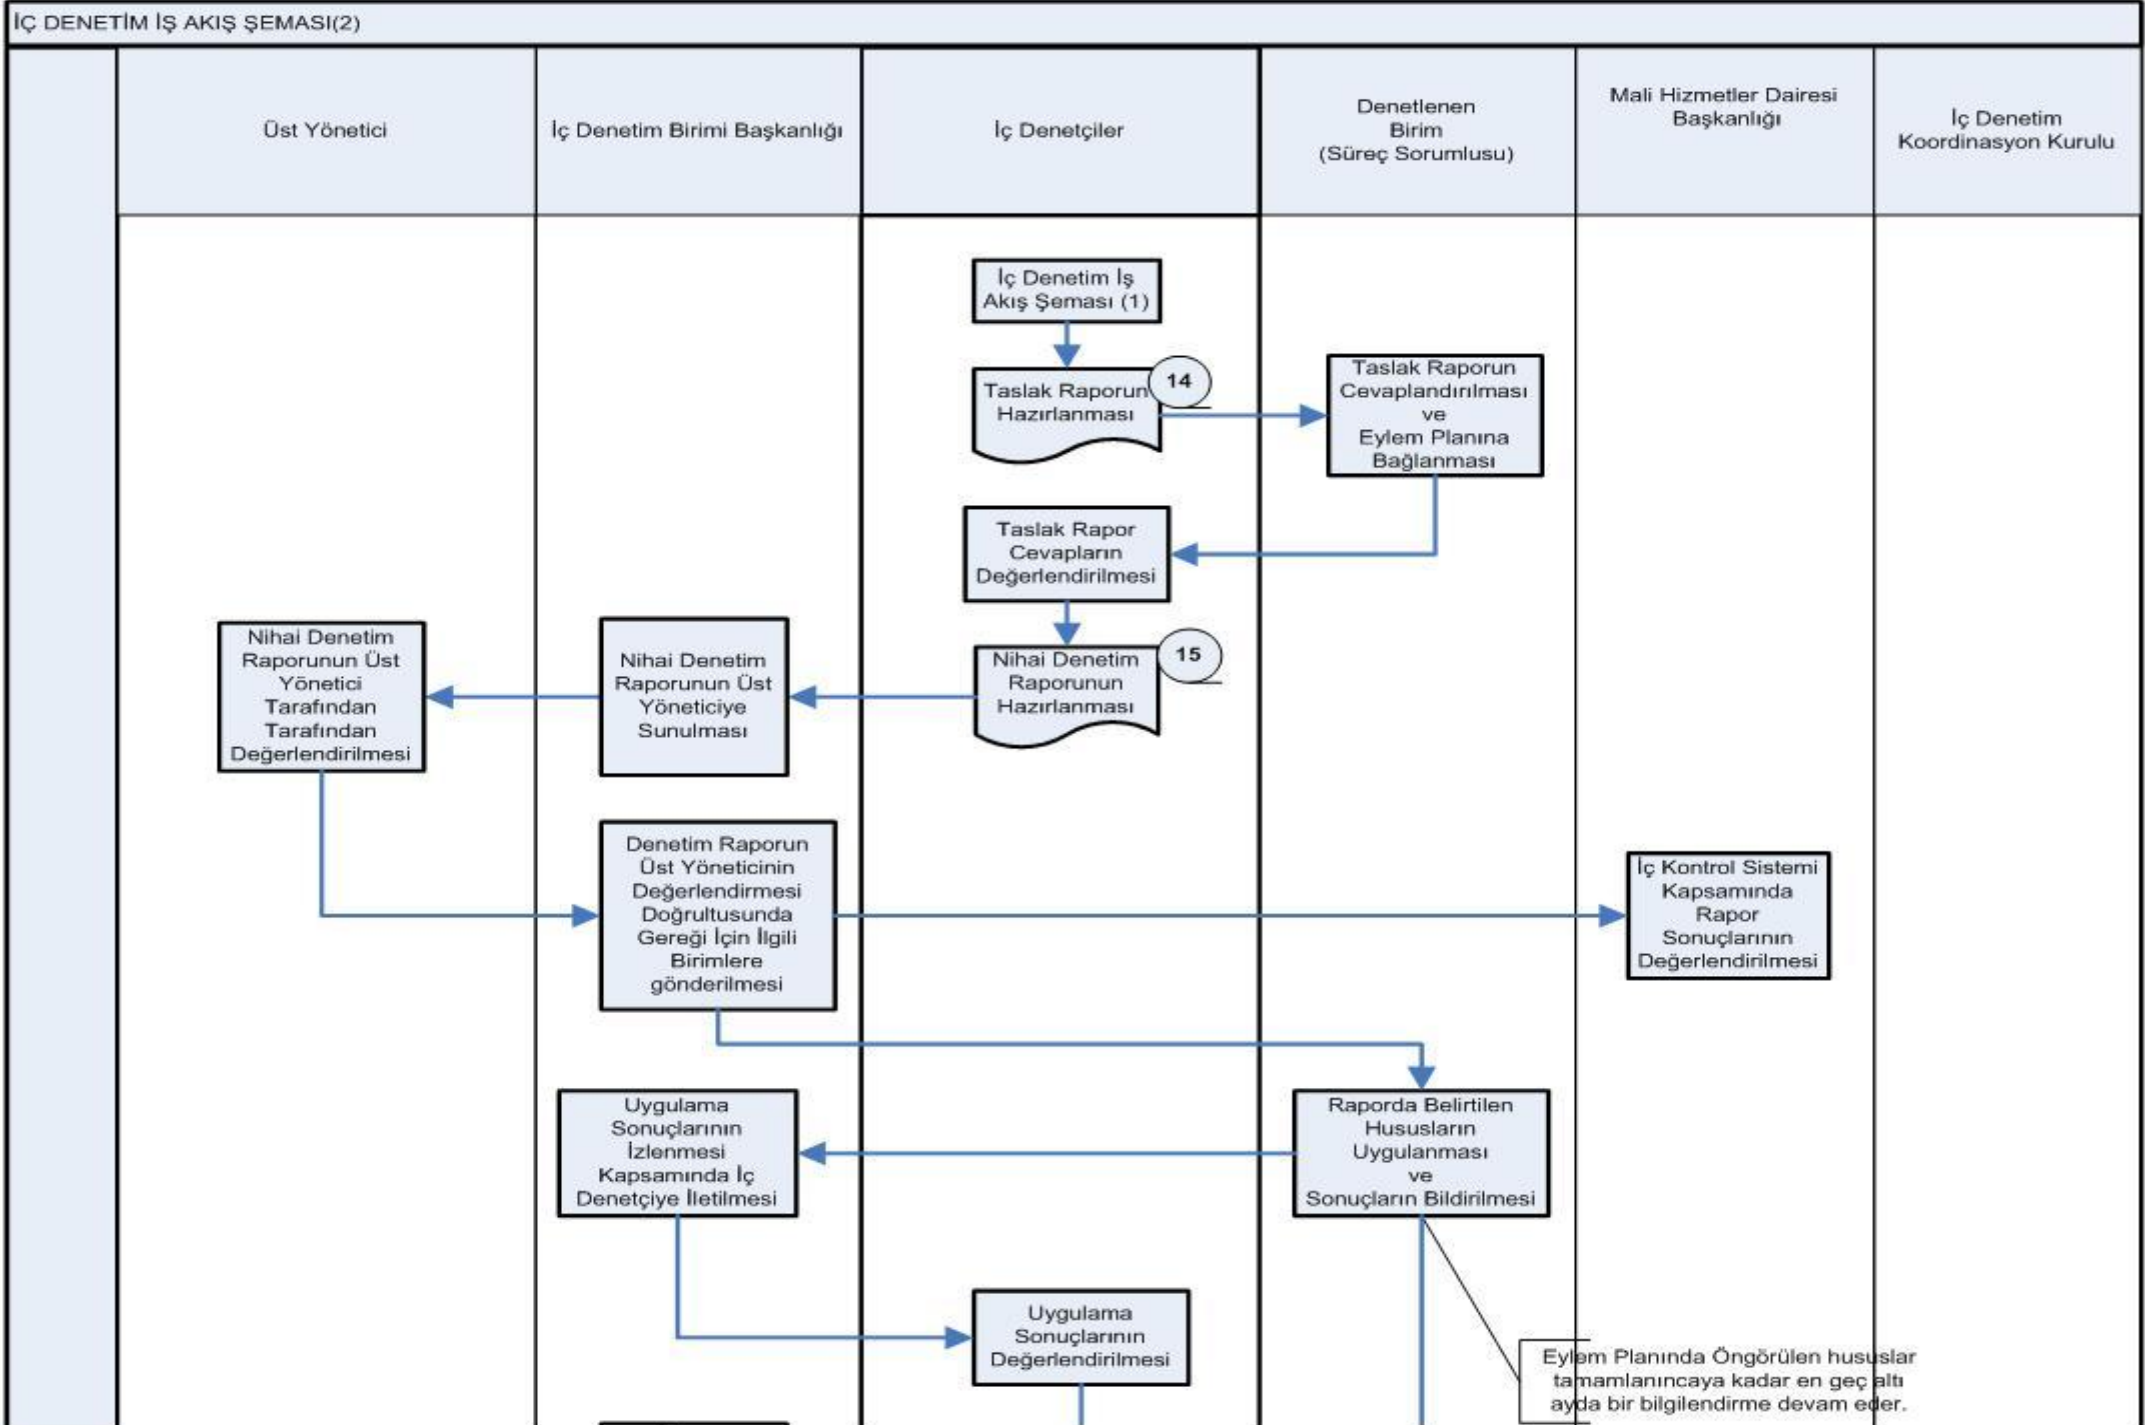 İÇ DENETİM İŞ AKIŞ ŞEMASI(2)
Üst Yönetici
İç Denetim Birimi Başkanlığı
İç Denetçiler
Denetlenen
Birim
(Süreç Sorumlusu)
Mali Hizmetler Dairesi
Başkanlığı
İç Denetim
Koordinasyon Kurulu
İç Denetim İş
Akış Şeması (1)
Taslak Raporun
Hazırlanması
14
Taslak Raporun
Cevaplandırılması
ve
Eylem Planına
Bağlanması
Taslak Rapor
Cevapların
Değerlendirilmesi
Nihai Denetim
Raporunun Üst
Yönetici
Tarafından
Tarafından
Değerlendirilmesi
Nihai Denetim
Raporunun Üst
Yöneticiye
Sunulması
Nihai Denetim
Raporunun
Hazırlanması
15
Denetim Raporun
Üst Yöneticinin
Değerlendirmesi
Doğrultusunda
Gereği İçin İlgili
Birimlere
gönderilmesi
İç Kontrol Sistemi
Kapsamında
Rapor
Sonuçlarının
Değerlendirilmesi
Uygulama
Sonuçlarının
İzlenmesi
Kapsamında İç
Denetçiye İletilmesi
Raporda Belirtilen
Hususların
Uygulanması
ve
Sonuçların Bildirilmesi
Uygulama
Sonuçlarının
Değerlendirilmesi
Eylem Planında Öngörülen hususlar
tamamlanıncaya kadar en geç altı
ayda bir bilgilendirme devam eder.